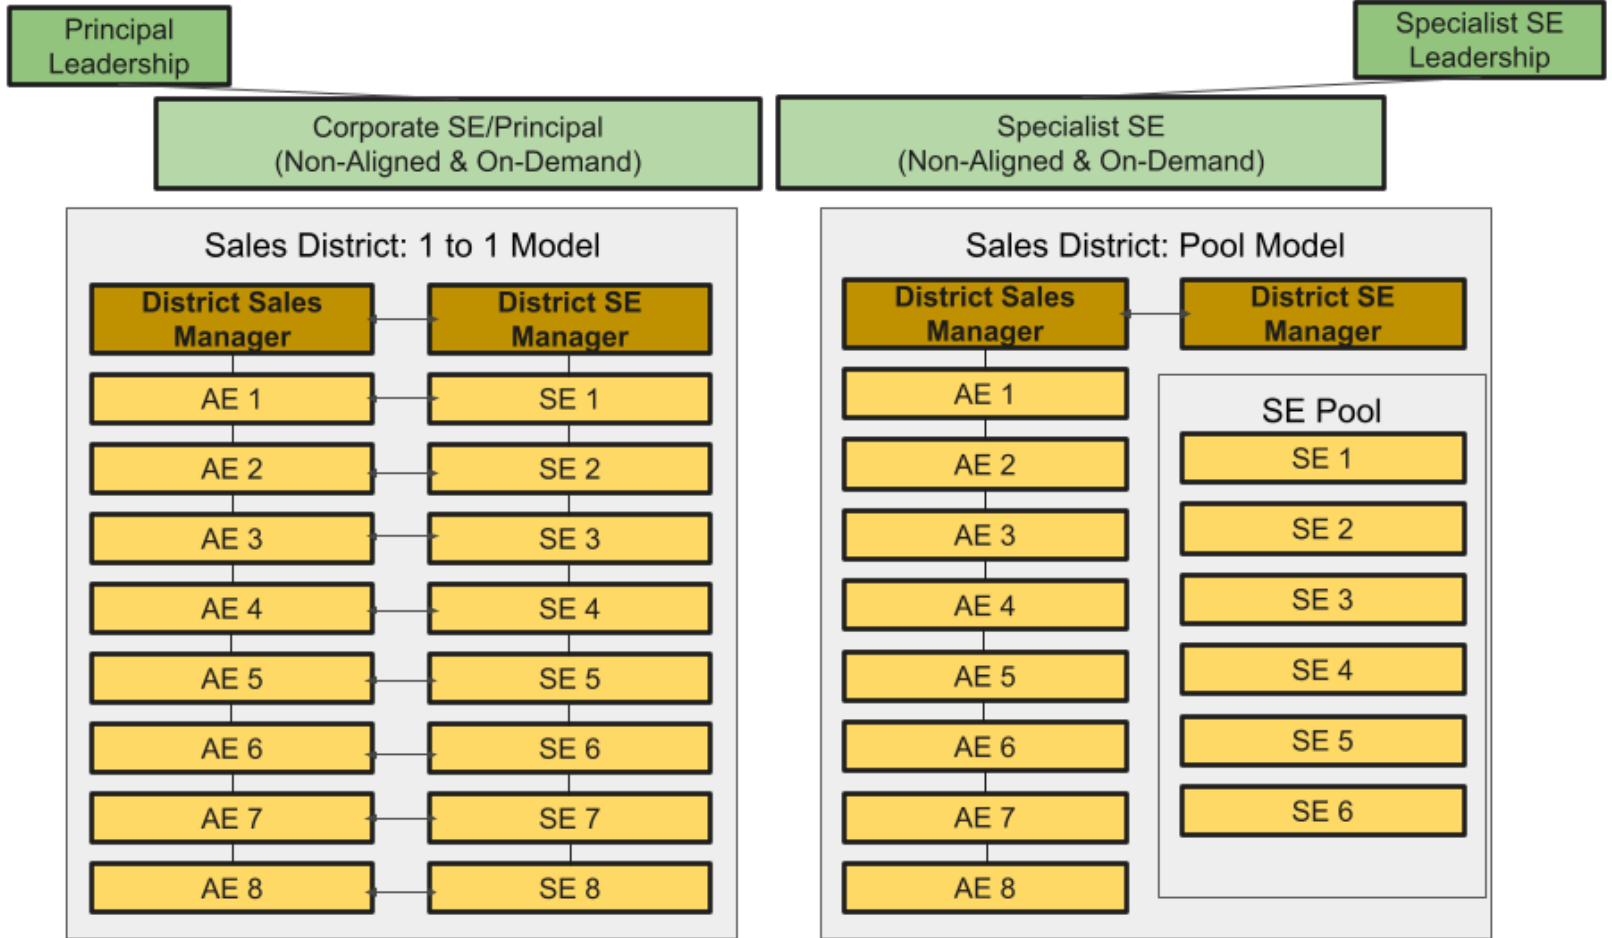 Principal
Leadership
Specialist SE
Leadership
Corporate SE/Principal
(Non-Aligned & On-Demand)
Specialist SE
(Non-Aligned & On-Demand)
Sales District: 1 to 1 Model
District Sales
Manager
District SE
Manager
AE 1
SE 1
AE 2
SE 2
AE 3
SE 3
AE 4
SE 4
AE 5
SE 5
AE 6
SE 6
AE 7
SE 7
AE 8
SE 8
Sales District: Pool Model
District Sales
Manager
District SE
Manager
AE 1
AE 2
AE 3
AE 4
AE 5
AE 6
AE 7
AE 8
SE Pool
SE 1
SE 2
SE 3
SE 4
SE 5
SE 6